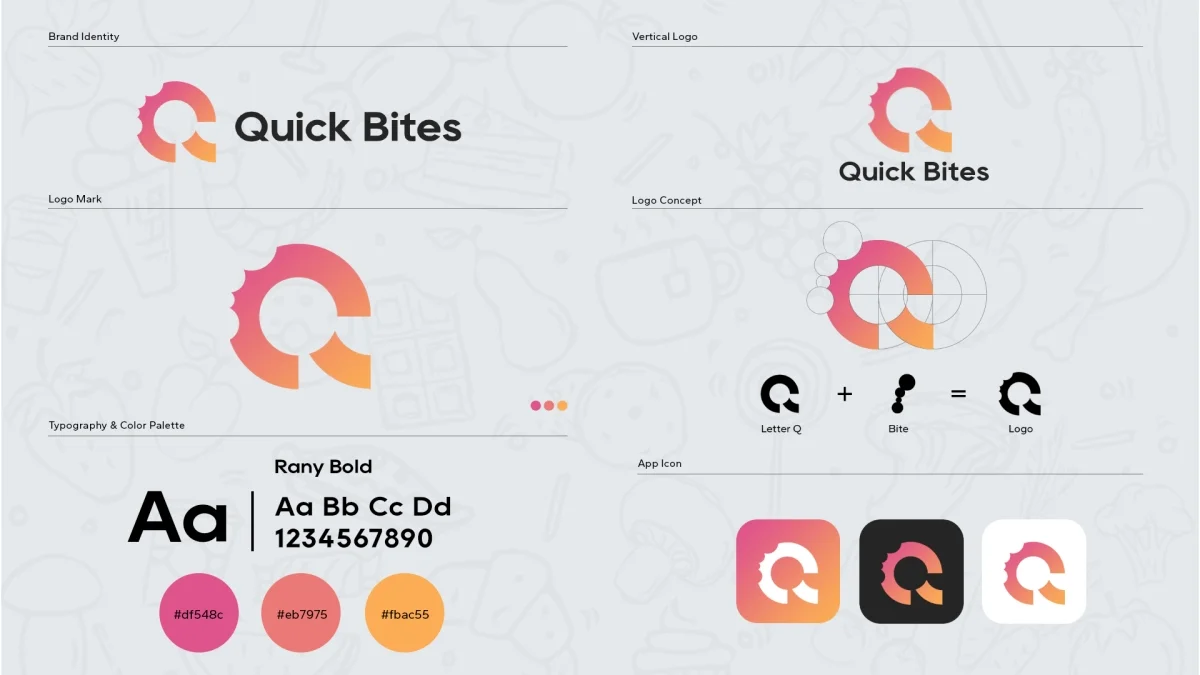 Brand Identity
Quick Bites
Logo Mark
Typography & Color Palette
Rany Bold
Aa
Aa Bb Cc Dd
1234567890
#df548c
#eb7975
#fbac55
Vertical Logo
Quick Bites
Logo Concept
+
=
Letter Q
Bite
Logo
App Icon